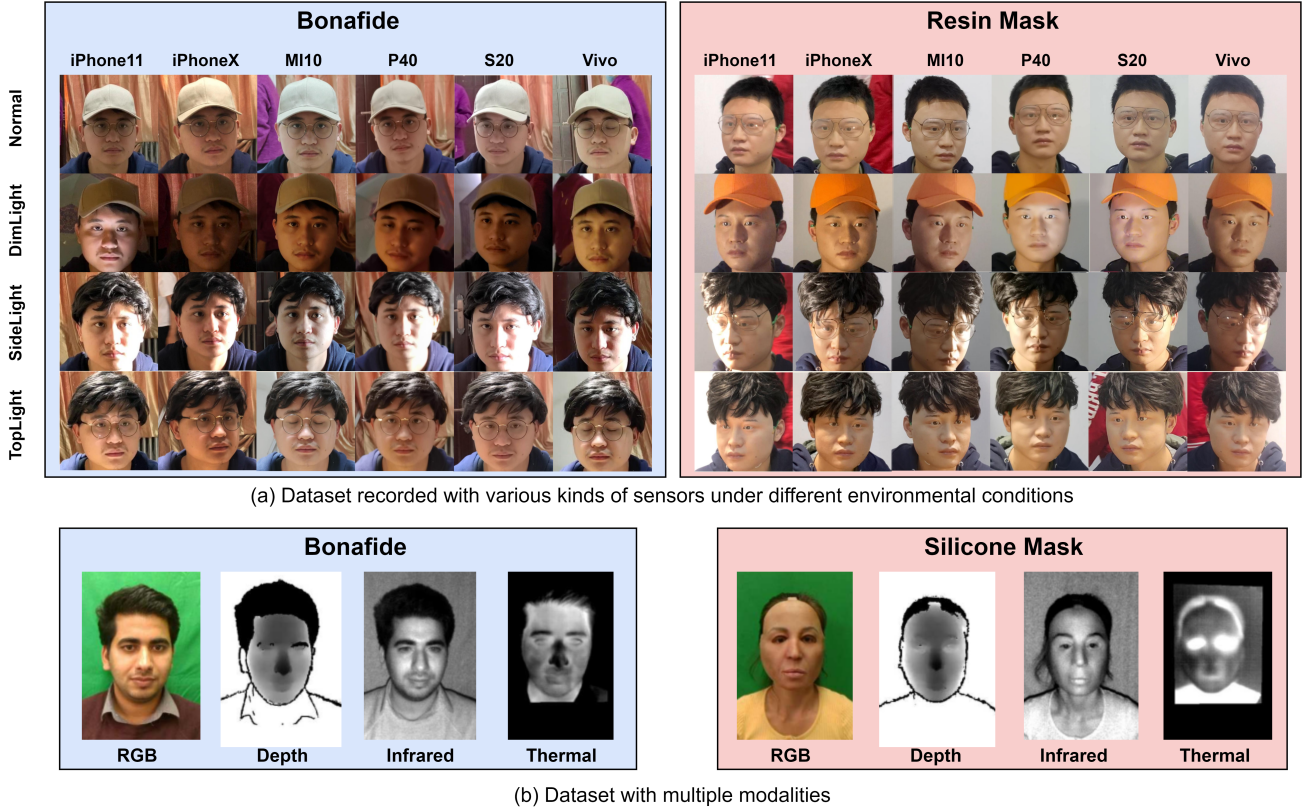 Bonafide
Resin Mask
iPhone11 iPhoneX MI10 P40 S20 Vivo
iPhone11 iPhoneX MI10 P40 S20 Vivo
Normal
DimLight
SideLight
TopLight
(a) Dataset recorded with various kinds of sensors under different environmental conditions
Bonafide
Silicone Mask
RGB Depth Infrared Thermal
RGB Depth Infrared Thermal
(b) Dataset with multiple modalities